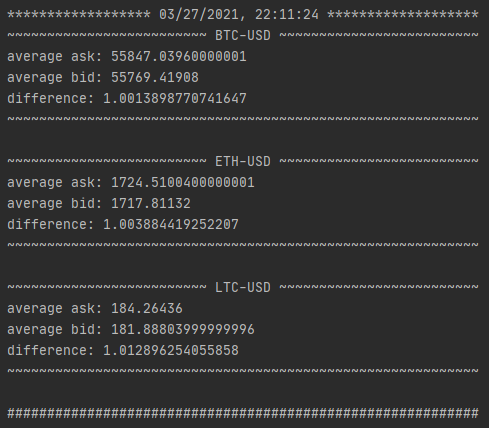 ****************** 03/27/2021, 22:11:24 *******************
~~~~~~~~~~~~~~~~~~~~~~~~~ BTC-USD ~~~~~~~~~~~~~~~~~~~~~~~~~
average ask: 55847.03960000001
average bid: 55769.41908
difference: 1.0013898770741647
~~~~~~~~~~~~~~~~~~~~~~~~~~~~~~~~~~~~~~~~~~~~~~~~~~~~~~~~~~~
~~~~~~~~~~~~~~~~~~~~~~~~~ ETH-USD ~~~~~~~~~~~~~~~~~~~~~~~~~
average ask: 1724.5100400000001
average bid: 1717.81132
difference: 1.003884419252207
~~~~~~~~~~~~~~~~~~~~~~~~~~~~~~~~~~~~~~~~~~~~~~~~~~~~~~~~~~~
~~~~~~~~~~~~~~~~~~~~~~~~~ LTC-USD ~~~~~~~~~~~~~~~~~~~~~~~~~
average ask: 184.26436
average bid: 181.88803999999996
difference: 1.012896254055858
~~~~~~~~~~~~~~~~~~~~~~~~~~~~~~~~~~~~~~~~~~~~~~~~~~~~~~~~~~~
###########################################################